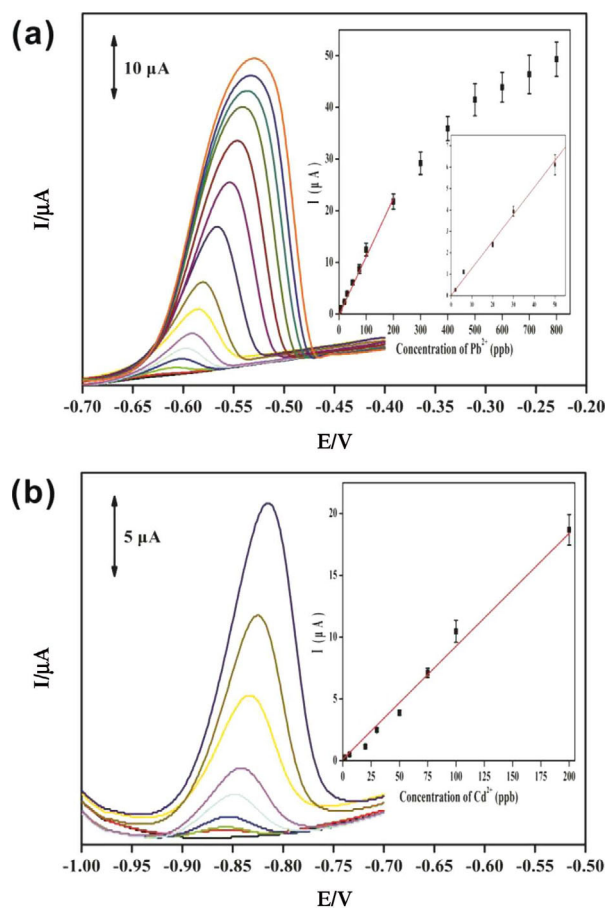 (a)
10 μA
I/μA
I (μA)
50
40
30
20
10
0
100 200 300 400 500 600 700 800
Concentration of Pb²⁺ (ppb)
-0.70 -0.65 -0.60 -0.55 -0.50 -0.45 -0.40 -0.35 -0.30 -0.25 -0.20
E/V
(b)
5 μA
I/μA
I (μA)
20
15
10
5
0
0 25 50 75 100 125 150 175 200
Concentration of Cd²⁺ (ppb)
-1.00 -0.95 -0.90 -0.85 -0.80 -0.75 -0.70 -0.65 -0.60 -0.55 -0.50
E/V